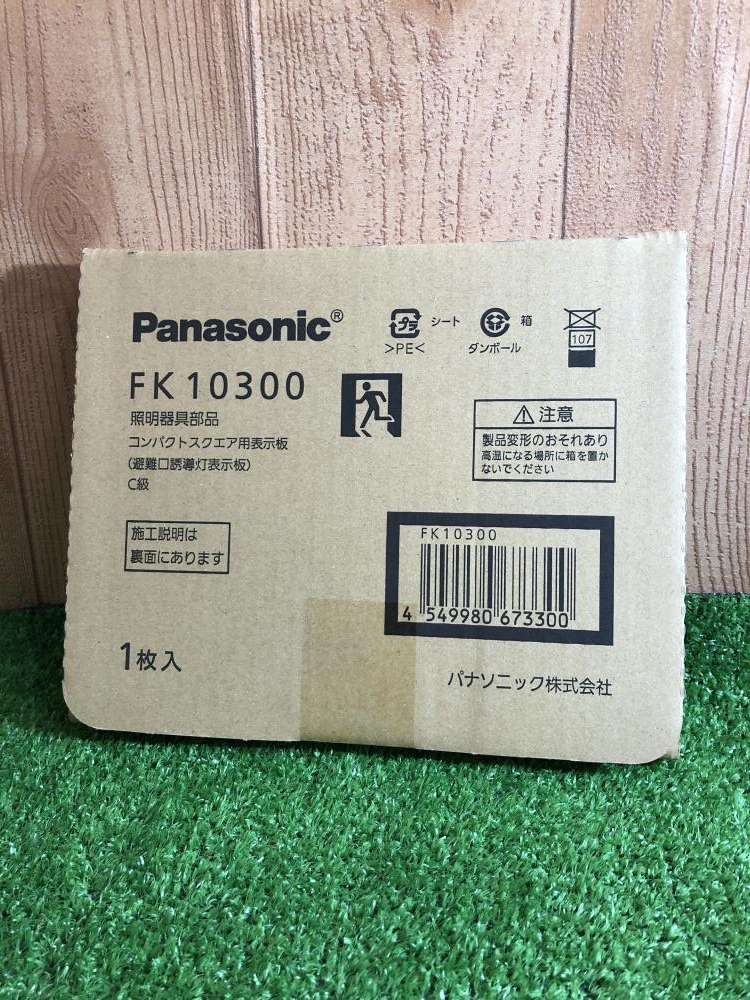 Panasonic®
FK10300
照明器具部品
コンパクトスクエア用表示板
(避難口誘導灯表示板)
C級
プラ シート
>PE<
箱
ダンボール
107
⚠注意
製品変形のおそれあり
高温になる場所に箱を置か
ないでください
施工説明は
裏面にあります
FK10300
4 549980 673300
1枚入
パナソニック株式会社